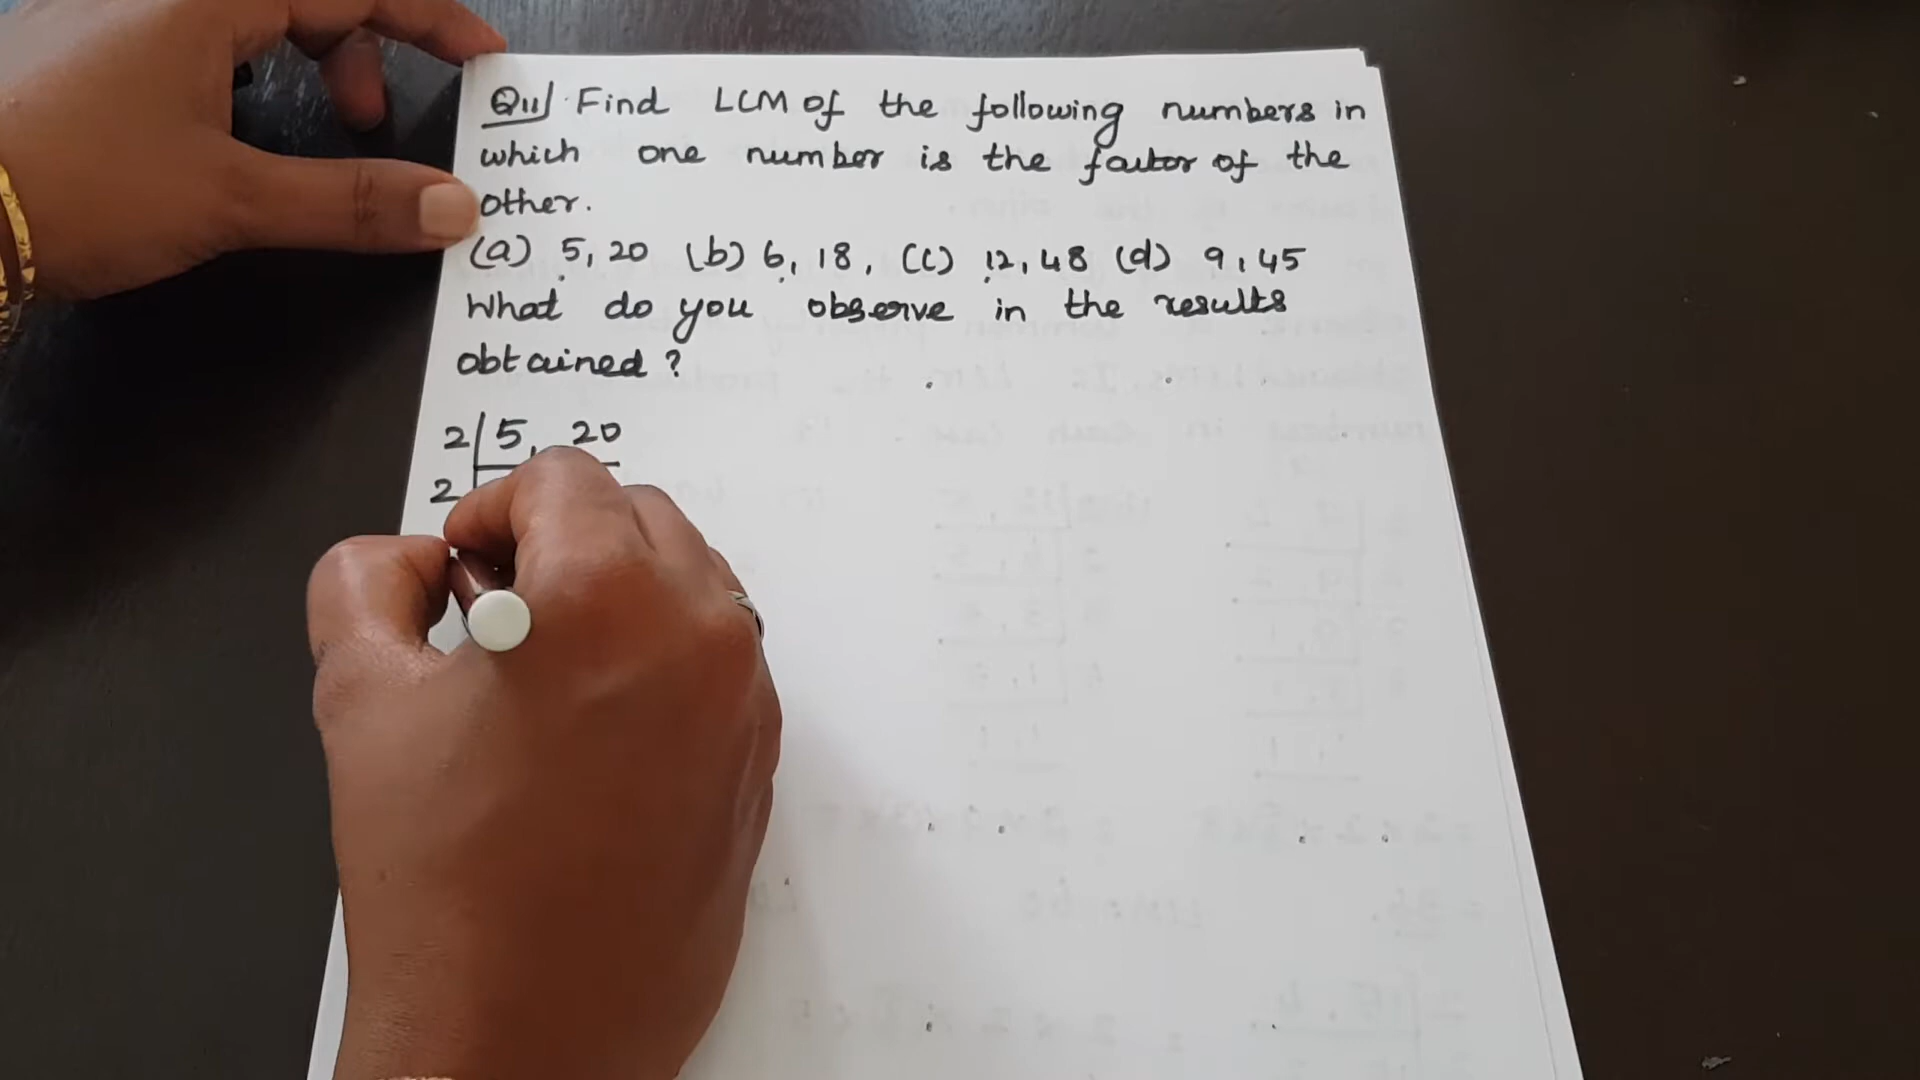 Q11) Find LCM of the following numbers in
which one number is the factor of the
other.
(a) 5, 20 (b) 6, 18, (c) 12, 48 (d) 9, 45
What do you observe in the results
obtained?
2 | 5, 20
2